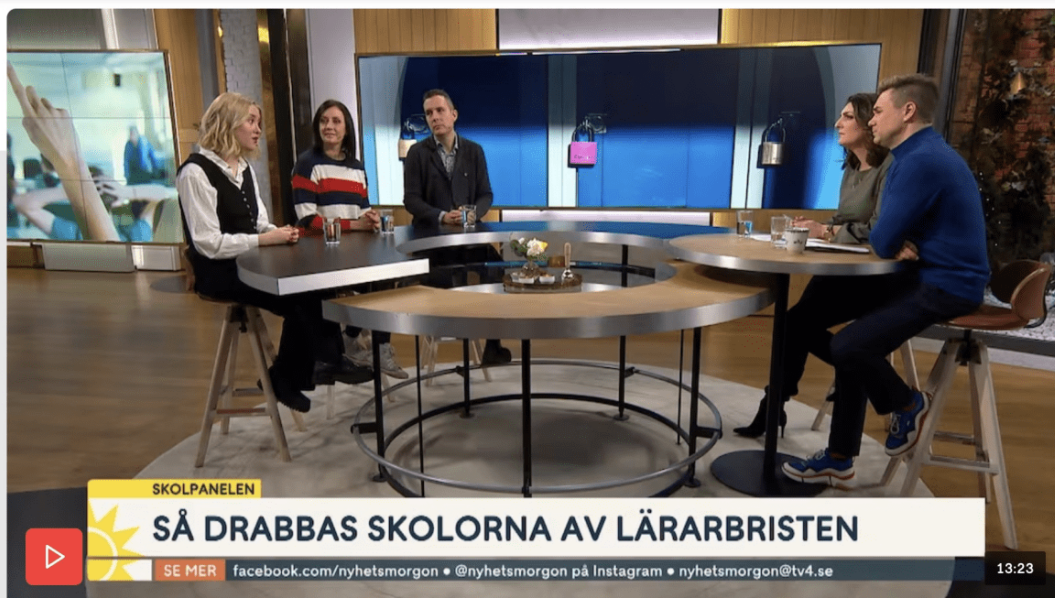 SKOLPANELEN
SÅ DRABBAS SKOLORNA AV LÄRARBRISTEN
SE MER facebook.com/nyhetsmorgon • @nyhetsmorgon på Instagram • nyhetsmorgon@tv4.se
13:23